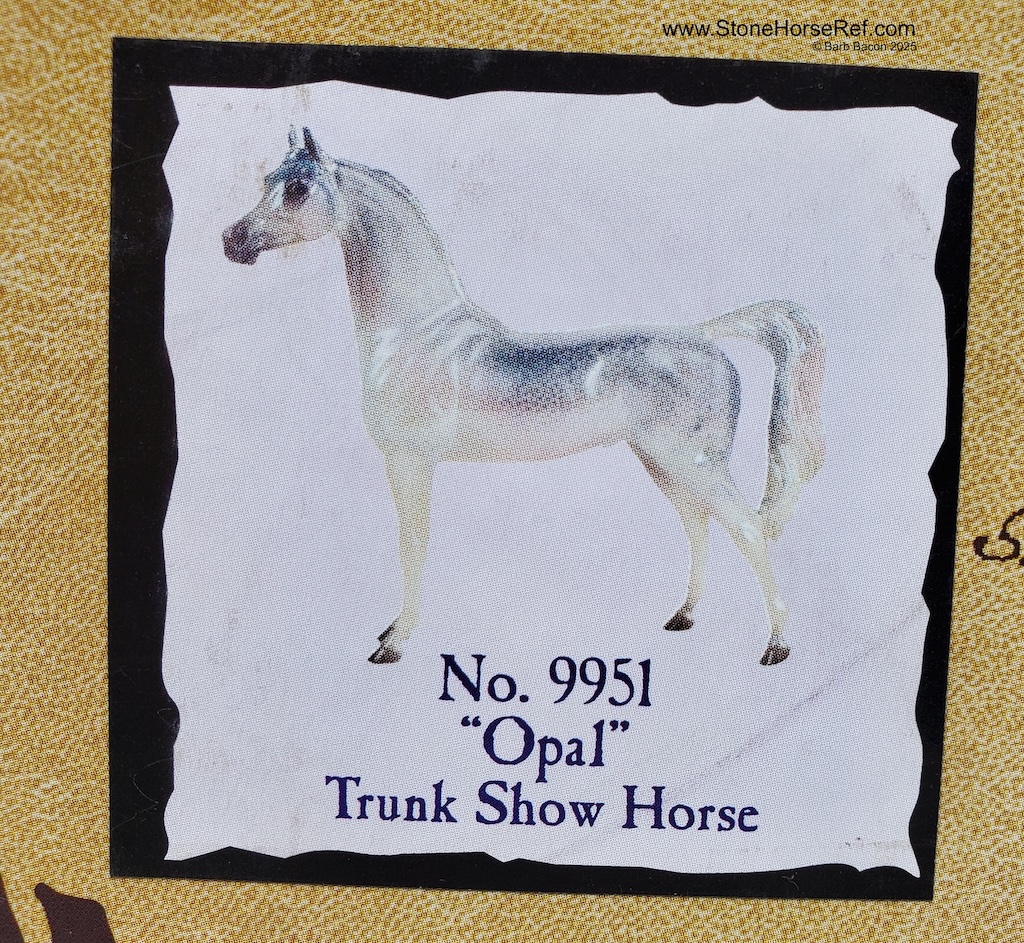 www.StoneHorseRef.com
© Barb Bacon 2025
No. 9951
“Opal”
Trunk Show Horse